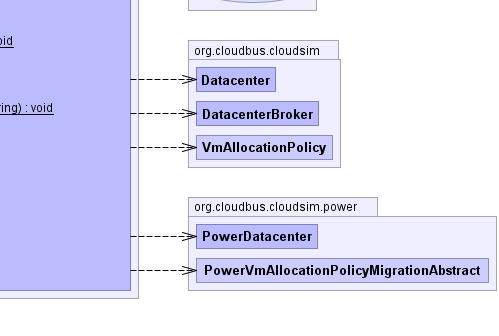 oid
org.cloudbus.cloudsim
Datacenter
ring) : void
DatacenterBroker
VmAllocationPolicy
org.cloudbus.cloudsim.power
PowerDatacenter
PowerVmAllocationPolicyMigrationAbstract